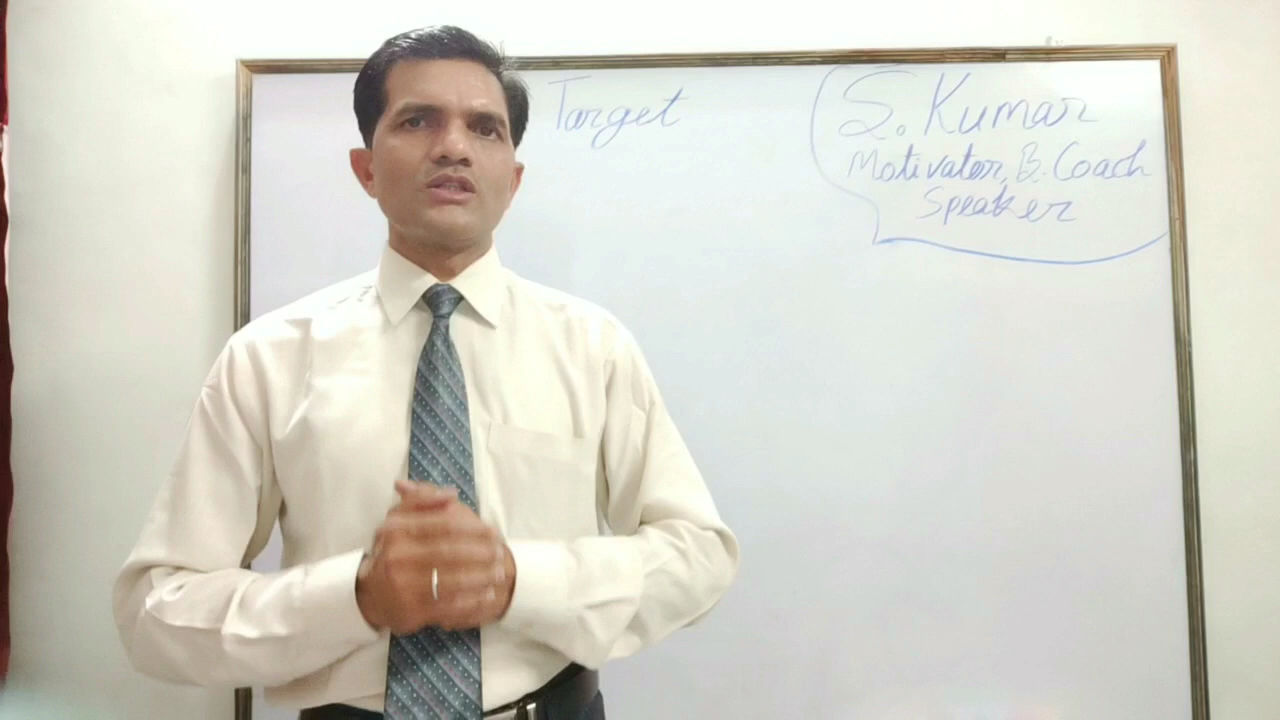 Target
S. Kumar
Motivator, B. Coach
Speaker